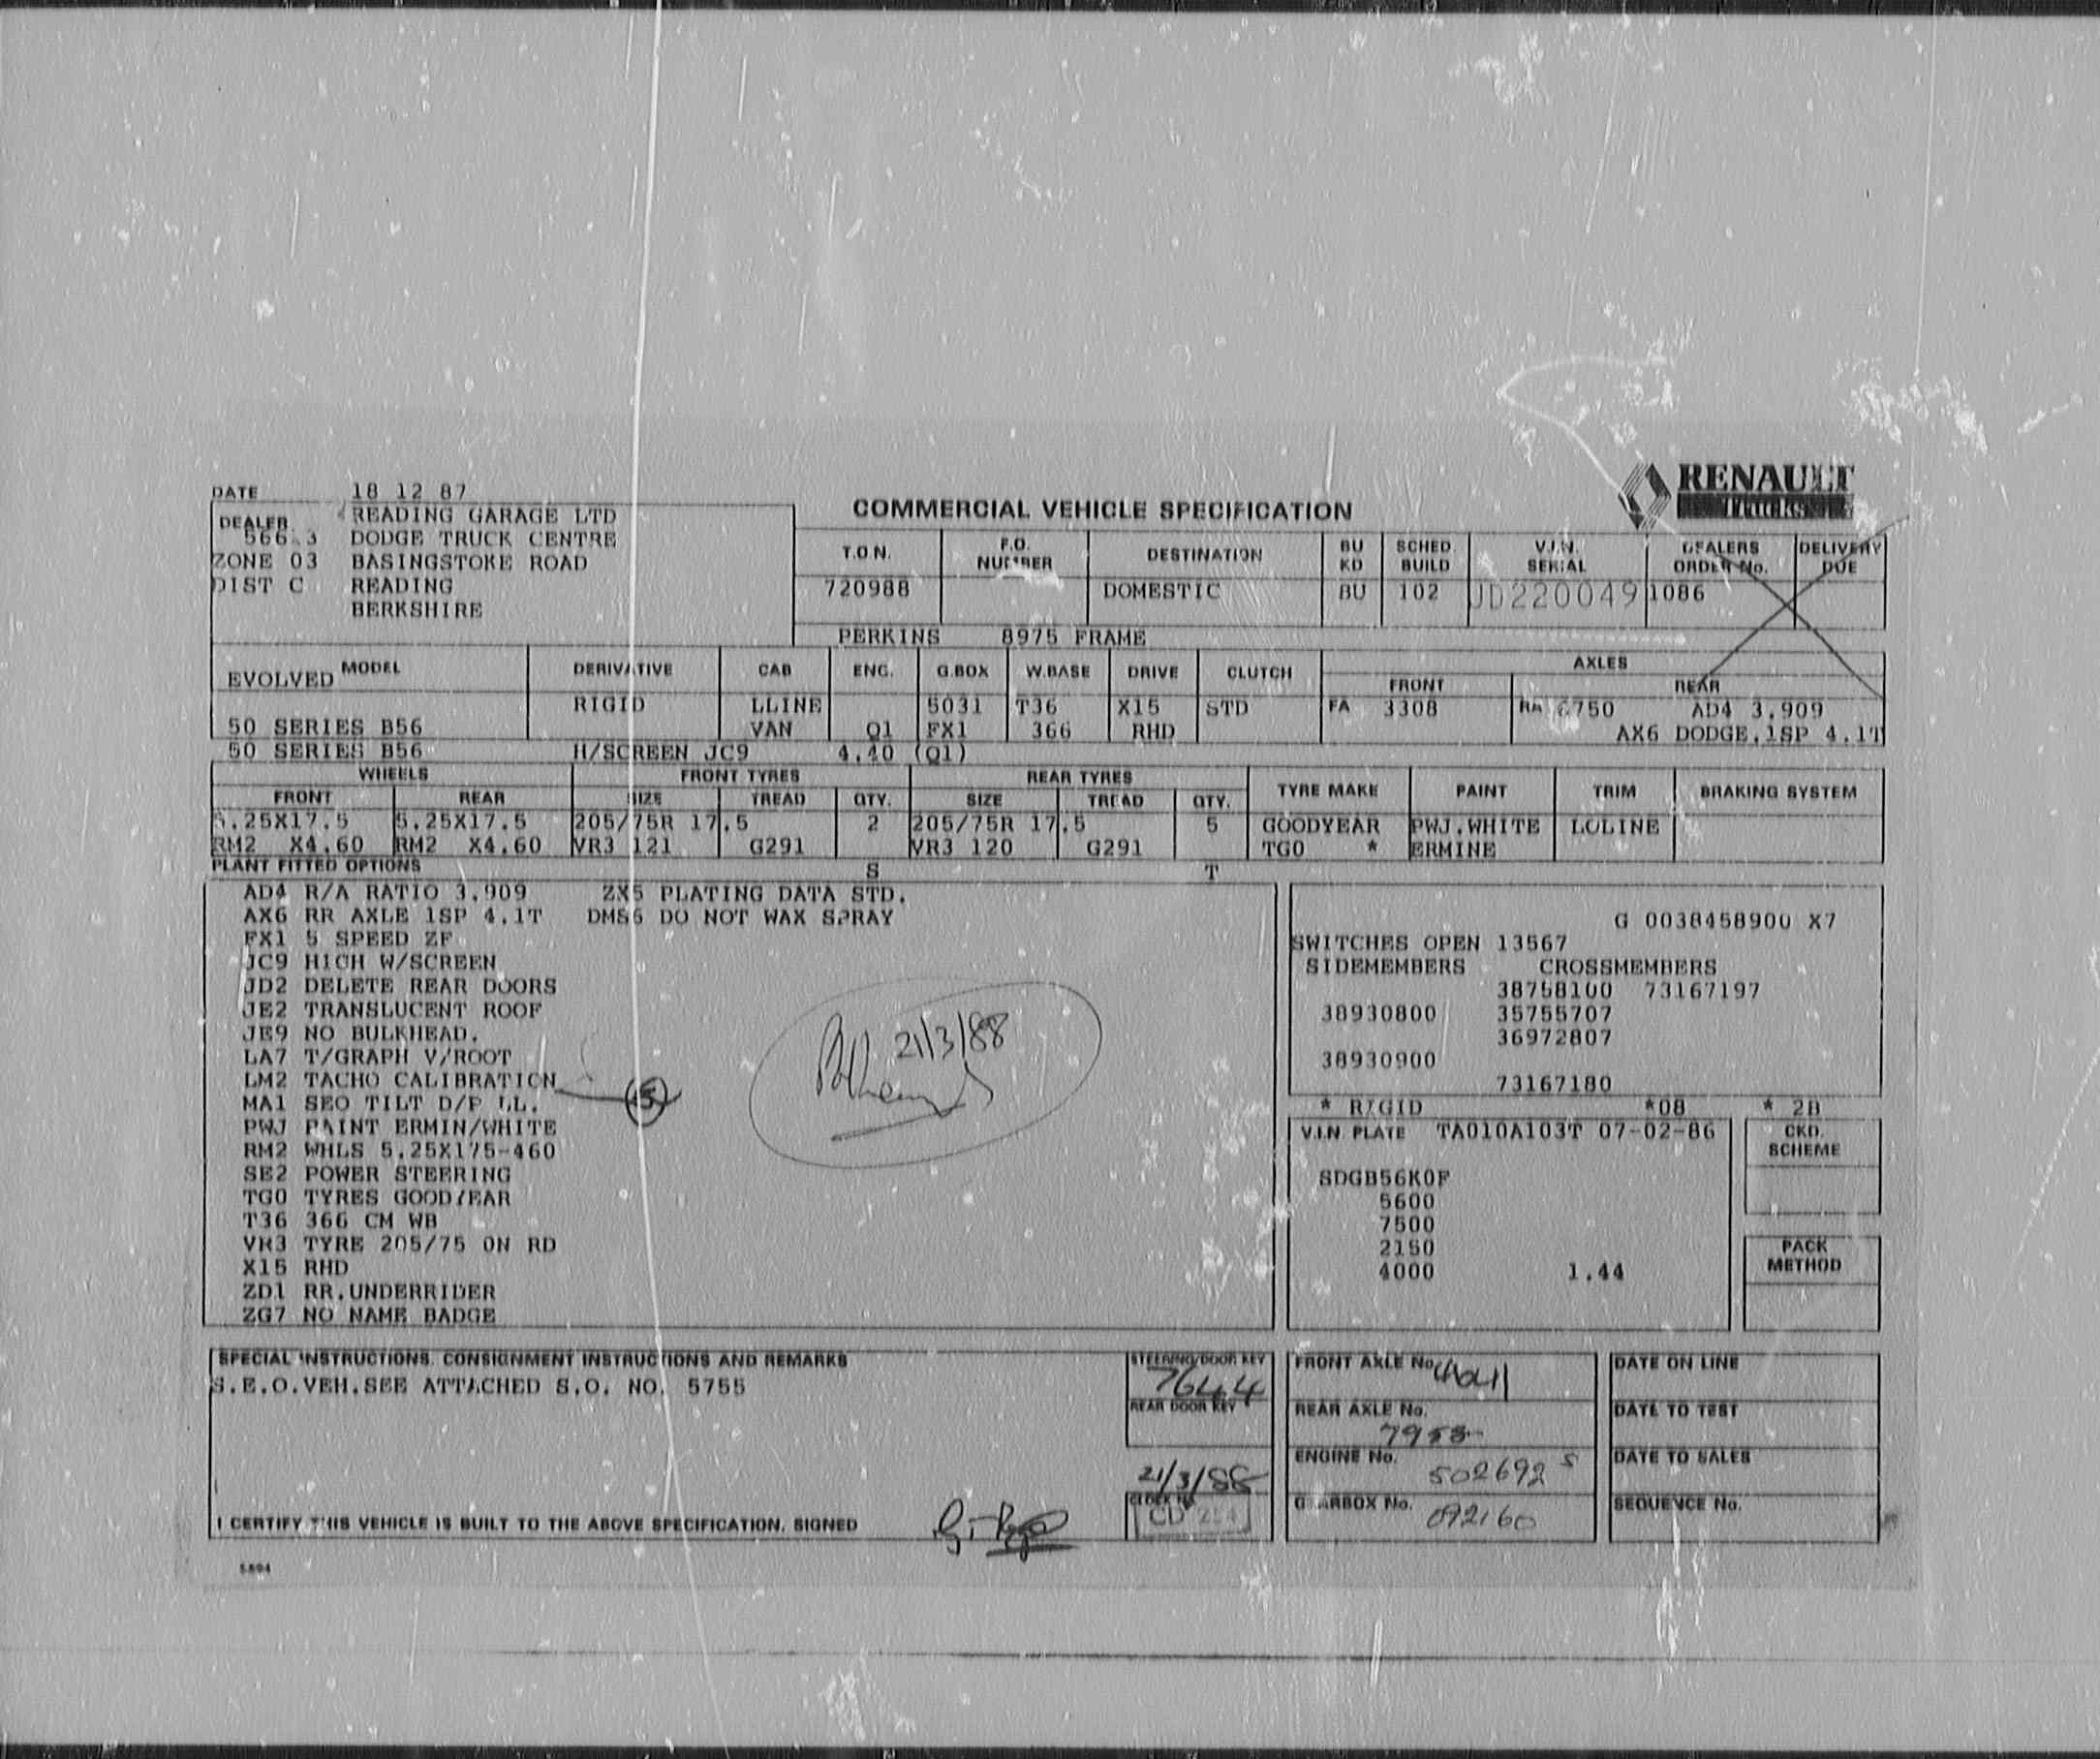 RENAULT
TRUCKS
DATE 18 12 87
COMMERCIAL VEHICLE SPECIFICATION
DEALER READING GARAGE LTD
DODGE TRUCK CENTRE
ZONE 03 BASINGSTOKE ROAD
DIST C READING
BERKSHIRE
T.O.N. F.O. NUMBER DESTINATION BU KD SCHED BUILD V.I.N. SERIAL DEALERS ORDER No. DELIVERY DUE
720988 DOMESTIC BU 102 JD220049 1086
PERKINS 8975 FRAME
MODEL DERIVATIVE CAB ENG. G.BOX W.BASE DRIVE CLUTCH AXLES
EVOLVED FRONT REAR
RIGID LLINE 5031 T36 X15 STD FA 3308 RA 6750 AD4 3.909
50 SERIES B56 VAN Q1 FX1 366 RHD AX6 DODGE.1SP 4.1T
50 SERIES B56 H/SCREEN JC9 4.40 (Q1)
WHEELS FRONT TYRES REAR TYRES TYRE MAKE PAINT TRIM BRAKING SYSTEM
FRONT REAR SIZE TREAD QTY. SIZE TREAD QTY.
5.25X17.5 5.25X17.5 205/75R 17.5 2 205/75R 17.5 5 GOODYEAR PWJ.WHITE LOLINE
RM2 X4.60 RM2 X4.60 VR3 121 G291 VR3 120 G291 TGO * ERMINE
PLANT FITTED OPTIONS S T
AD4 R/A RATIO 3.909 ZX5 PLATING DATA STD.
AX6 RR AXLE 1SP 4.1T DMS6 DO NOT WAX SPRAY
FX1 5 SPEED ZF
JC9 HIGH W/SCREEN
JD2 DELETE REAR DOORS
JE2 TRANSLUCENT ROOF
JE9 NO BULKHEAD.
LA7 T/GRAPH V/ROOT
LM2 TACHO CALIBRATION
MA1 SEO TILT D/P LL.
PWJ PAINT ERMIN/WHITE
RM2 WHLS 5.25X175-460
SE2 POWER STEERING
TGO TYRES GOODYEAR
T36 366 CM WB
VR3 TYRE 205/75 ON RD
X15 RHD
ZD1 RR.UNDERRIDER
ZG7 NO NAME BADGE
21/3/88
G 0038458900 X7
SWITCHES OPEN 13567
SIDEMEMBERS CROSSMEMBERS
38758100 73167197
38930800 35755707
36972807
38930900
73167180
* RIGID *08 * 2B
V.I.N. PLATE TA010A103T 07-02-86
SDGB56K0F
5600
7500
2150
4000 1.44
CKD. SCHEME
PACK METHOD
SPECIAL INSTRUCTIONS. CONSIGNMENT INSTRUCTIONS AND REMARKS
S.E.O.VEH.SEE ATTACHED S.O. NO. 5755
STEERING/DOOR KEY
7644
REAR DOOR KEY
21/3/88
CLOCK No.
CD
I CERTIFY THIS VEHICLE IS BUILT TO THE ABOVE SPECIFICATION. SIGNED
FRONT AXLE No.
REAR AXLE No.
ENGINE No. 502692 S
GEARBOX No. 092160
DATE ON LINE
DATE TO TEST
DATE TO SALES
SEQUENCE No.